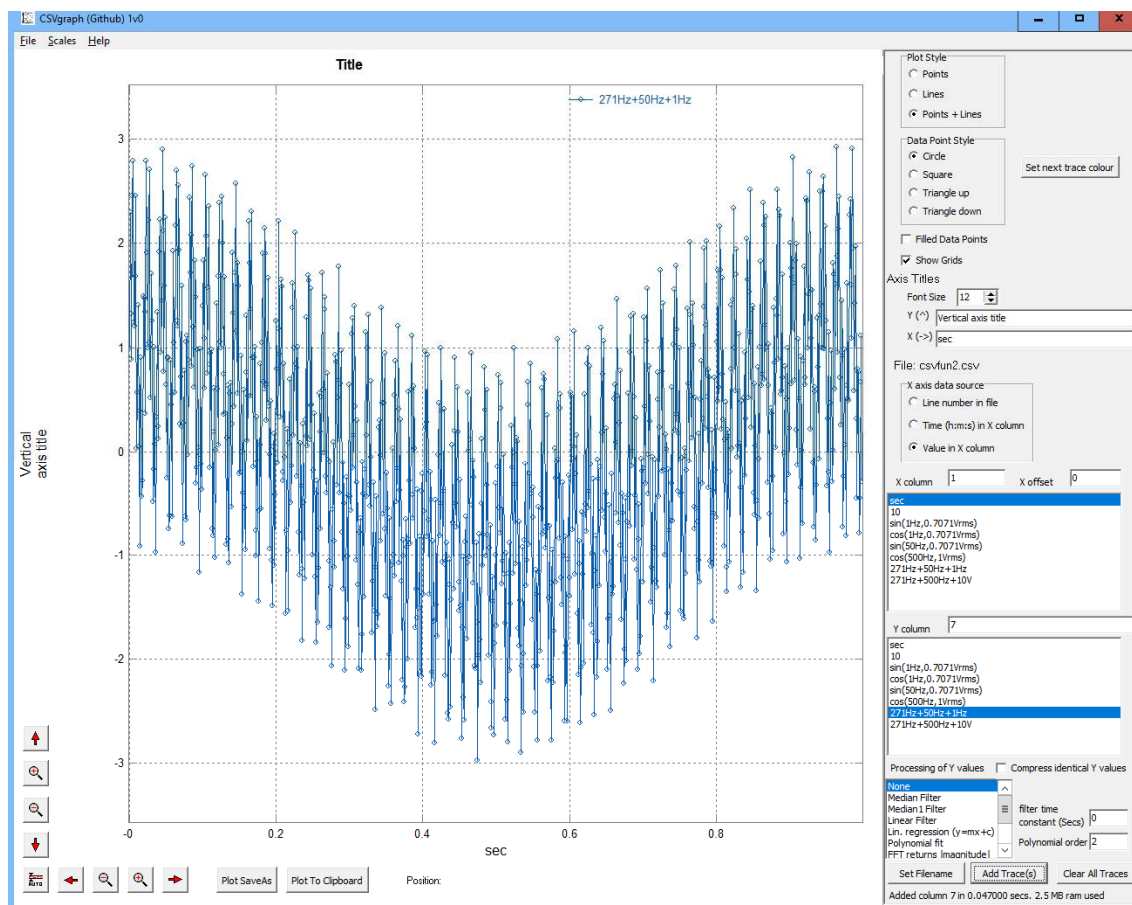 CSVgraph (Github) 1v0
File Scales Help
Title
271Hz+50Hz+1Hz
3
2
1
0
-1
-2
-3
Vertical
axis title
-0 0.2 0.4 0.6 0.8
sec
Plot SaveAs
Plot To Clipboard
Position:
Plot Style
Points
Lines
Points + Lines
Data Point Style
Circle
Square
Triangle up
Triangle down
Set next trace colour
Filled Data Points
Show Grids
Axis Titles
Font Size 12
Y (^) Vertical axis title
X (->) sec
File: csvfun2.csv
X axis data source
Line number in file
Time (h:m:s) in X column
Value in X column
X column 1 X offset 0
sec
10
sin(1Hz,0.7071Vrms)
cos(1Hz,0.7071Vrms)
sin(50Hz,0.7071Vrms)
cos(500Hz,1Vrms)
271Hz+50Hz+1Hz
271Hz+500Hz+10V
Y column 7
sec
10
sin(1Hz,0.7071Vrms)
cos(1Hz,0.7071Vrms)
sin(50Hz,0.7071Vrms)
cos(500Hz,1Vrms)
271Hz+50Hz+1Hz
271Hz+500Hz+10V
Processing of Y values Compress identical Y values
None
Median Filter
Median1 Filter
Linear Filter
Lin. regression (y=mx+c)
Polynomial fit
FFT returns |magnitude|
filter time
constant (Secs) 0
Polynomial order 2
Set Filename
Add Trace(s)
Clear All Traces
Added column 7 in 0.047000 secs. 2.5 MB ram used